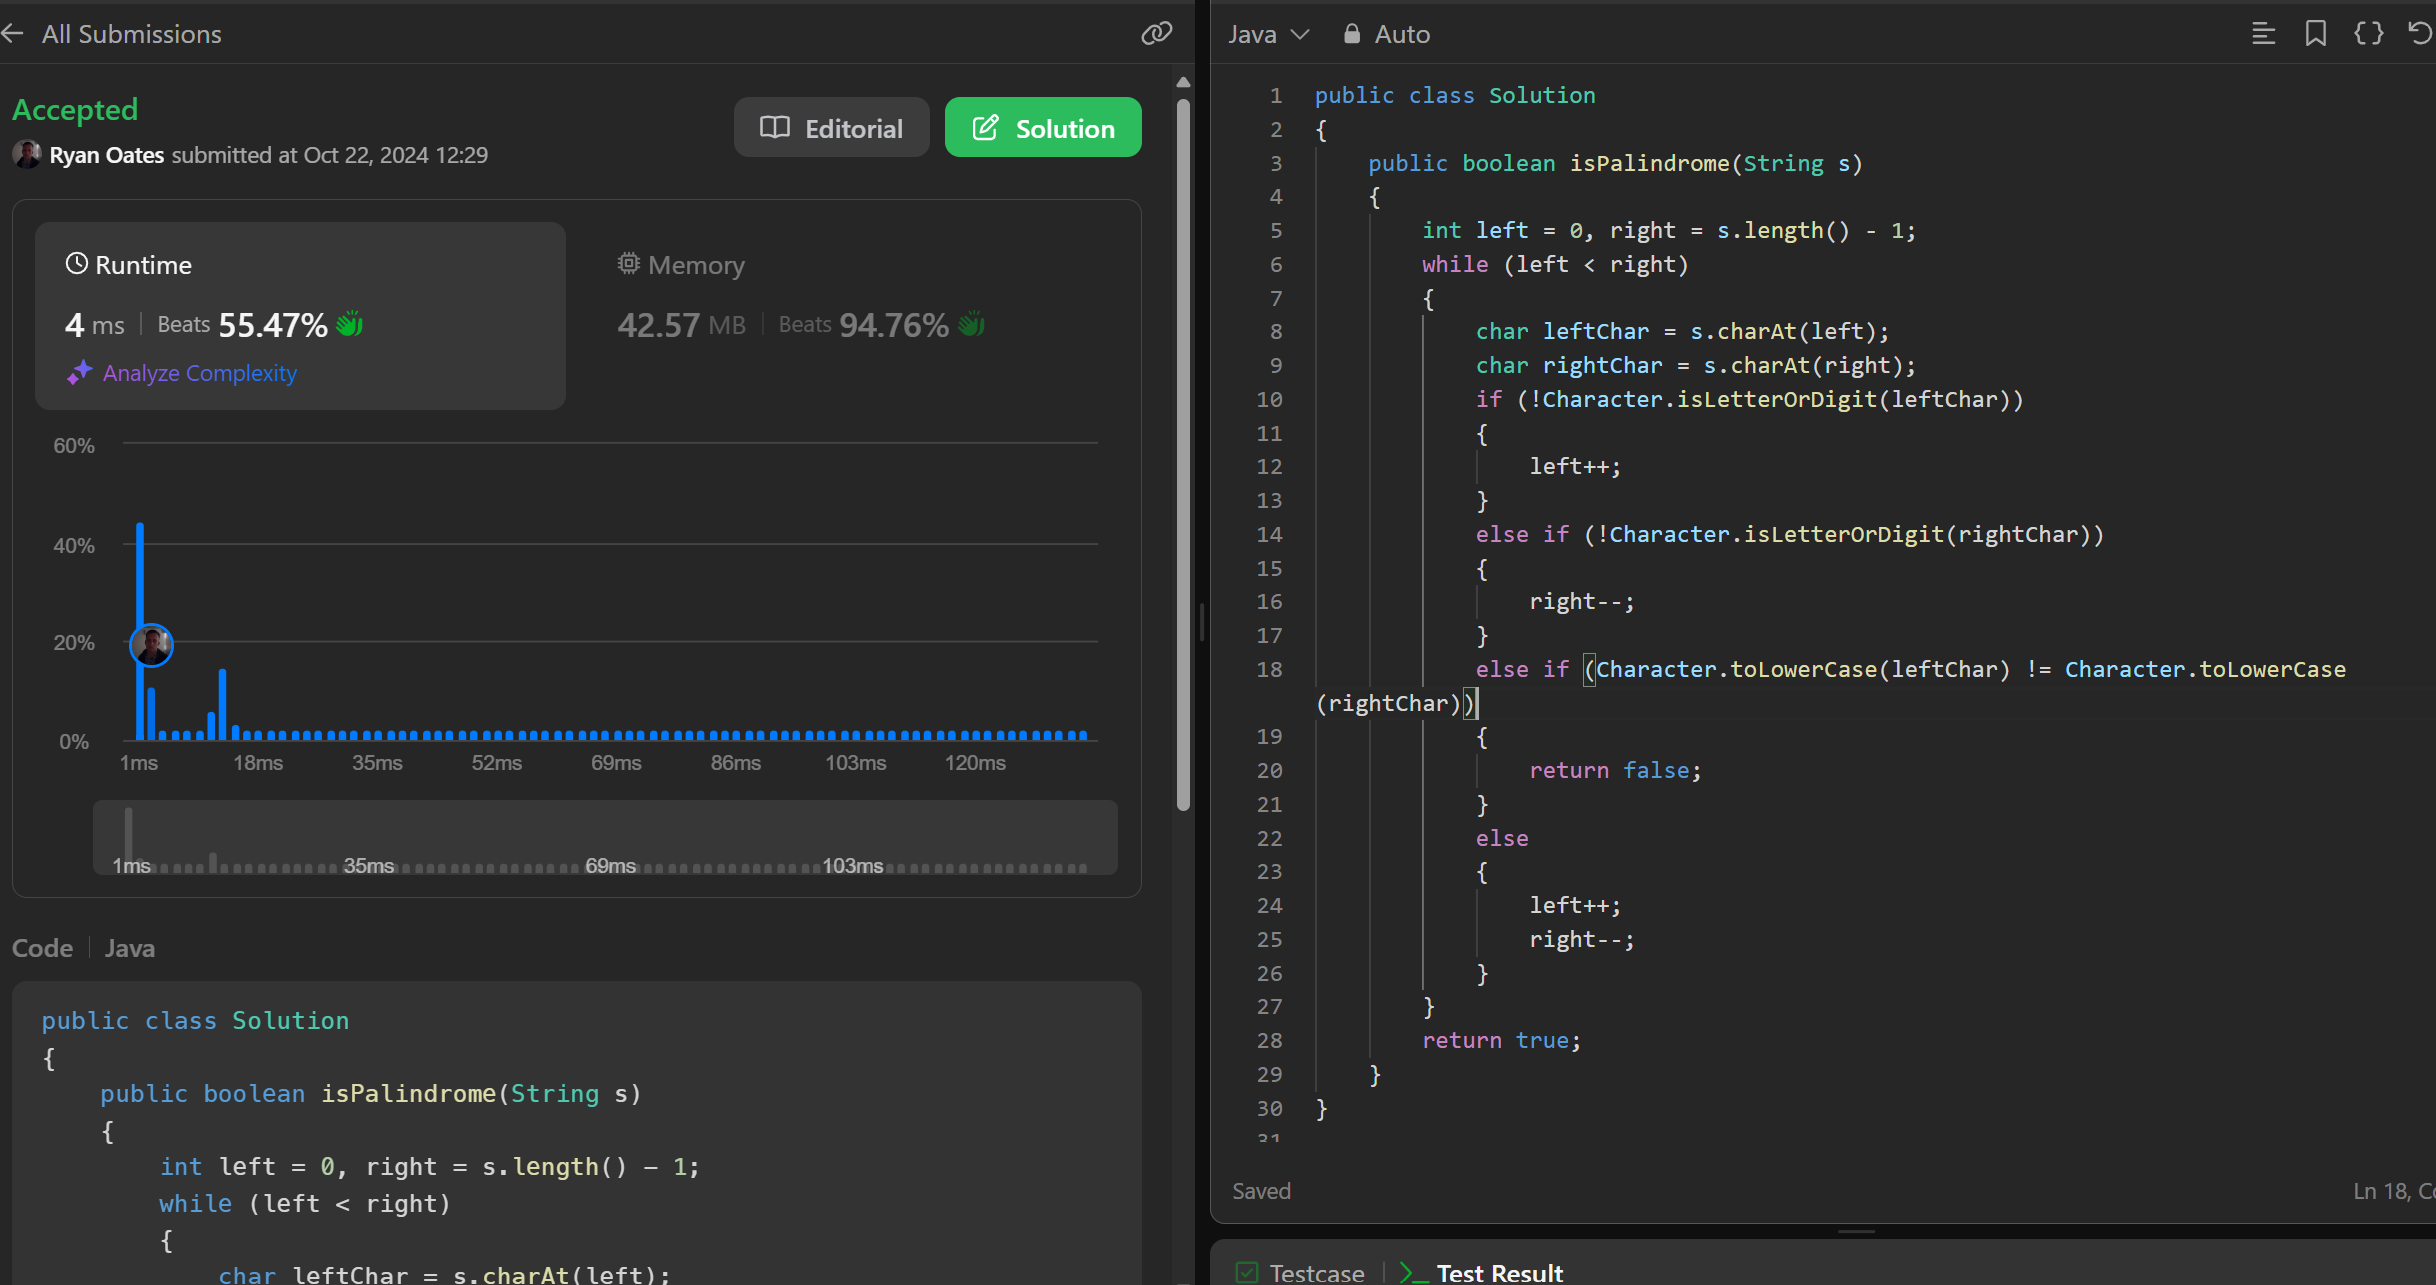 All Submissions
Accepted
Editorial
Solution
Ryan Oates submitted at Oct 22, 2024 12:29
Runtime
4 ms | Beats 55.47%
Analyze Complexity
Memory
42.57 MB | Beats 94.76%
60%
40%
20%
0%
1ms 18ms 35ms 52ms 69ms 86ms 103ms 120ms
1ms 35ms 69ms 103ms
Code | Java
public class Solution
{
    public boolean isPalindrome(String s)
    {
        int left = 0, right = s.length() - 1;
        while (left < right)
        {
            char leftChar = s.charAt(left);
Java Auto
1 public class Solution
2 {
3     public boolean isPalindrome(String s)
4     {
5         int left = 0, right = s.length() - 1;
6         while (left < right)
7         {
8             char leftChar = s.charAt(left);
9             char rightChar = s.charAt(right);
10             if (!Character.isLetterOrDigit(leftChar))
11             {
12                 left++;
13             }
14             else if (!Character.isLetterOrDigit(rightChar))
15             {
16                 right--;
17             }
18             else if (Character.toLowerCase(leftChar) != Character.toLowerCase
(rightChar))
19             {
20                 return false;
21             }
22             else
23             {
24                 left++;
25                 right--;
26             }
27         }
28         return true;
29     }
30 }
31
Saved
Ln 18,
Testcase | Test Result